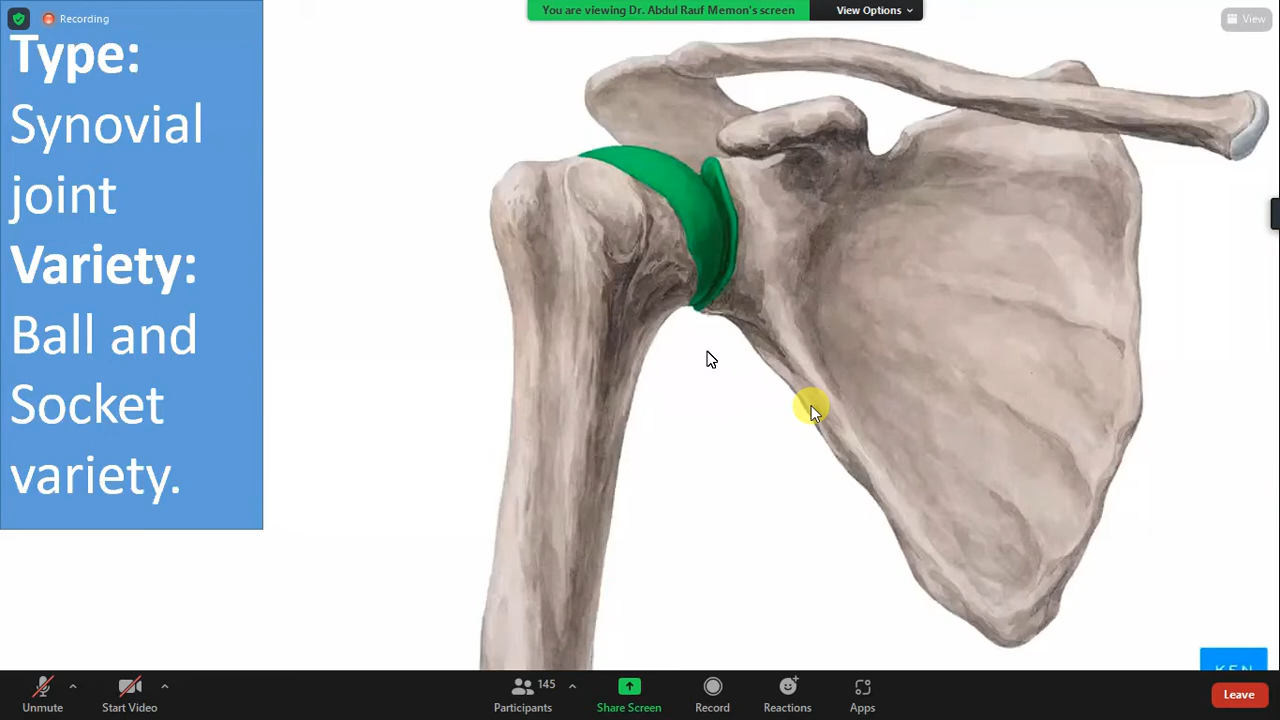 You are viewing Dr. Abdul Rauf Memon's screen
View Options
Recording
View
Type:
Synovial
joint
Variety:
Ball and
Socket
variety.
KEN
Unmute
Start Video
145
Participants
Share Screen
Record
Reactions
Apps
Leave